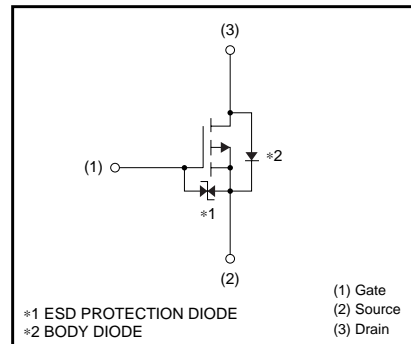 (3)
(1)
∗2
∗1
(2)
∗1 ESD PROTECTION DIODE
∗2 BODY DIODE
(1) Gate
(2) Source
(3) Drain